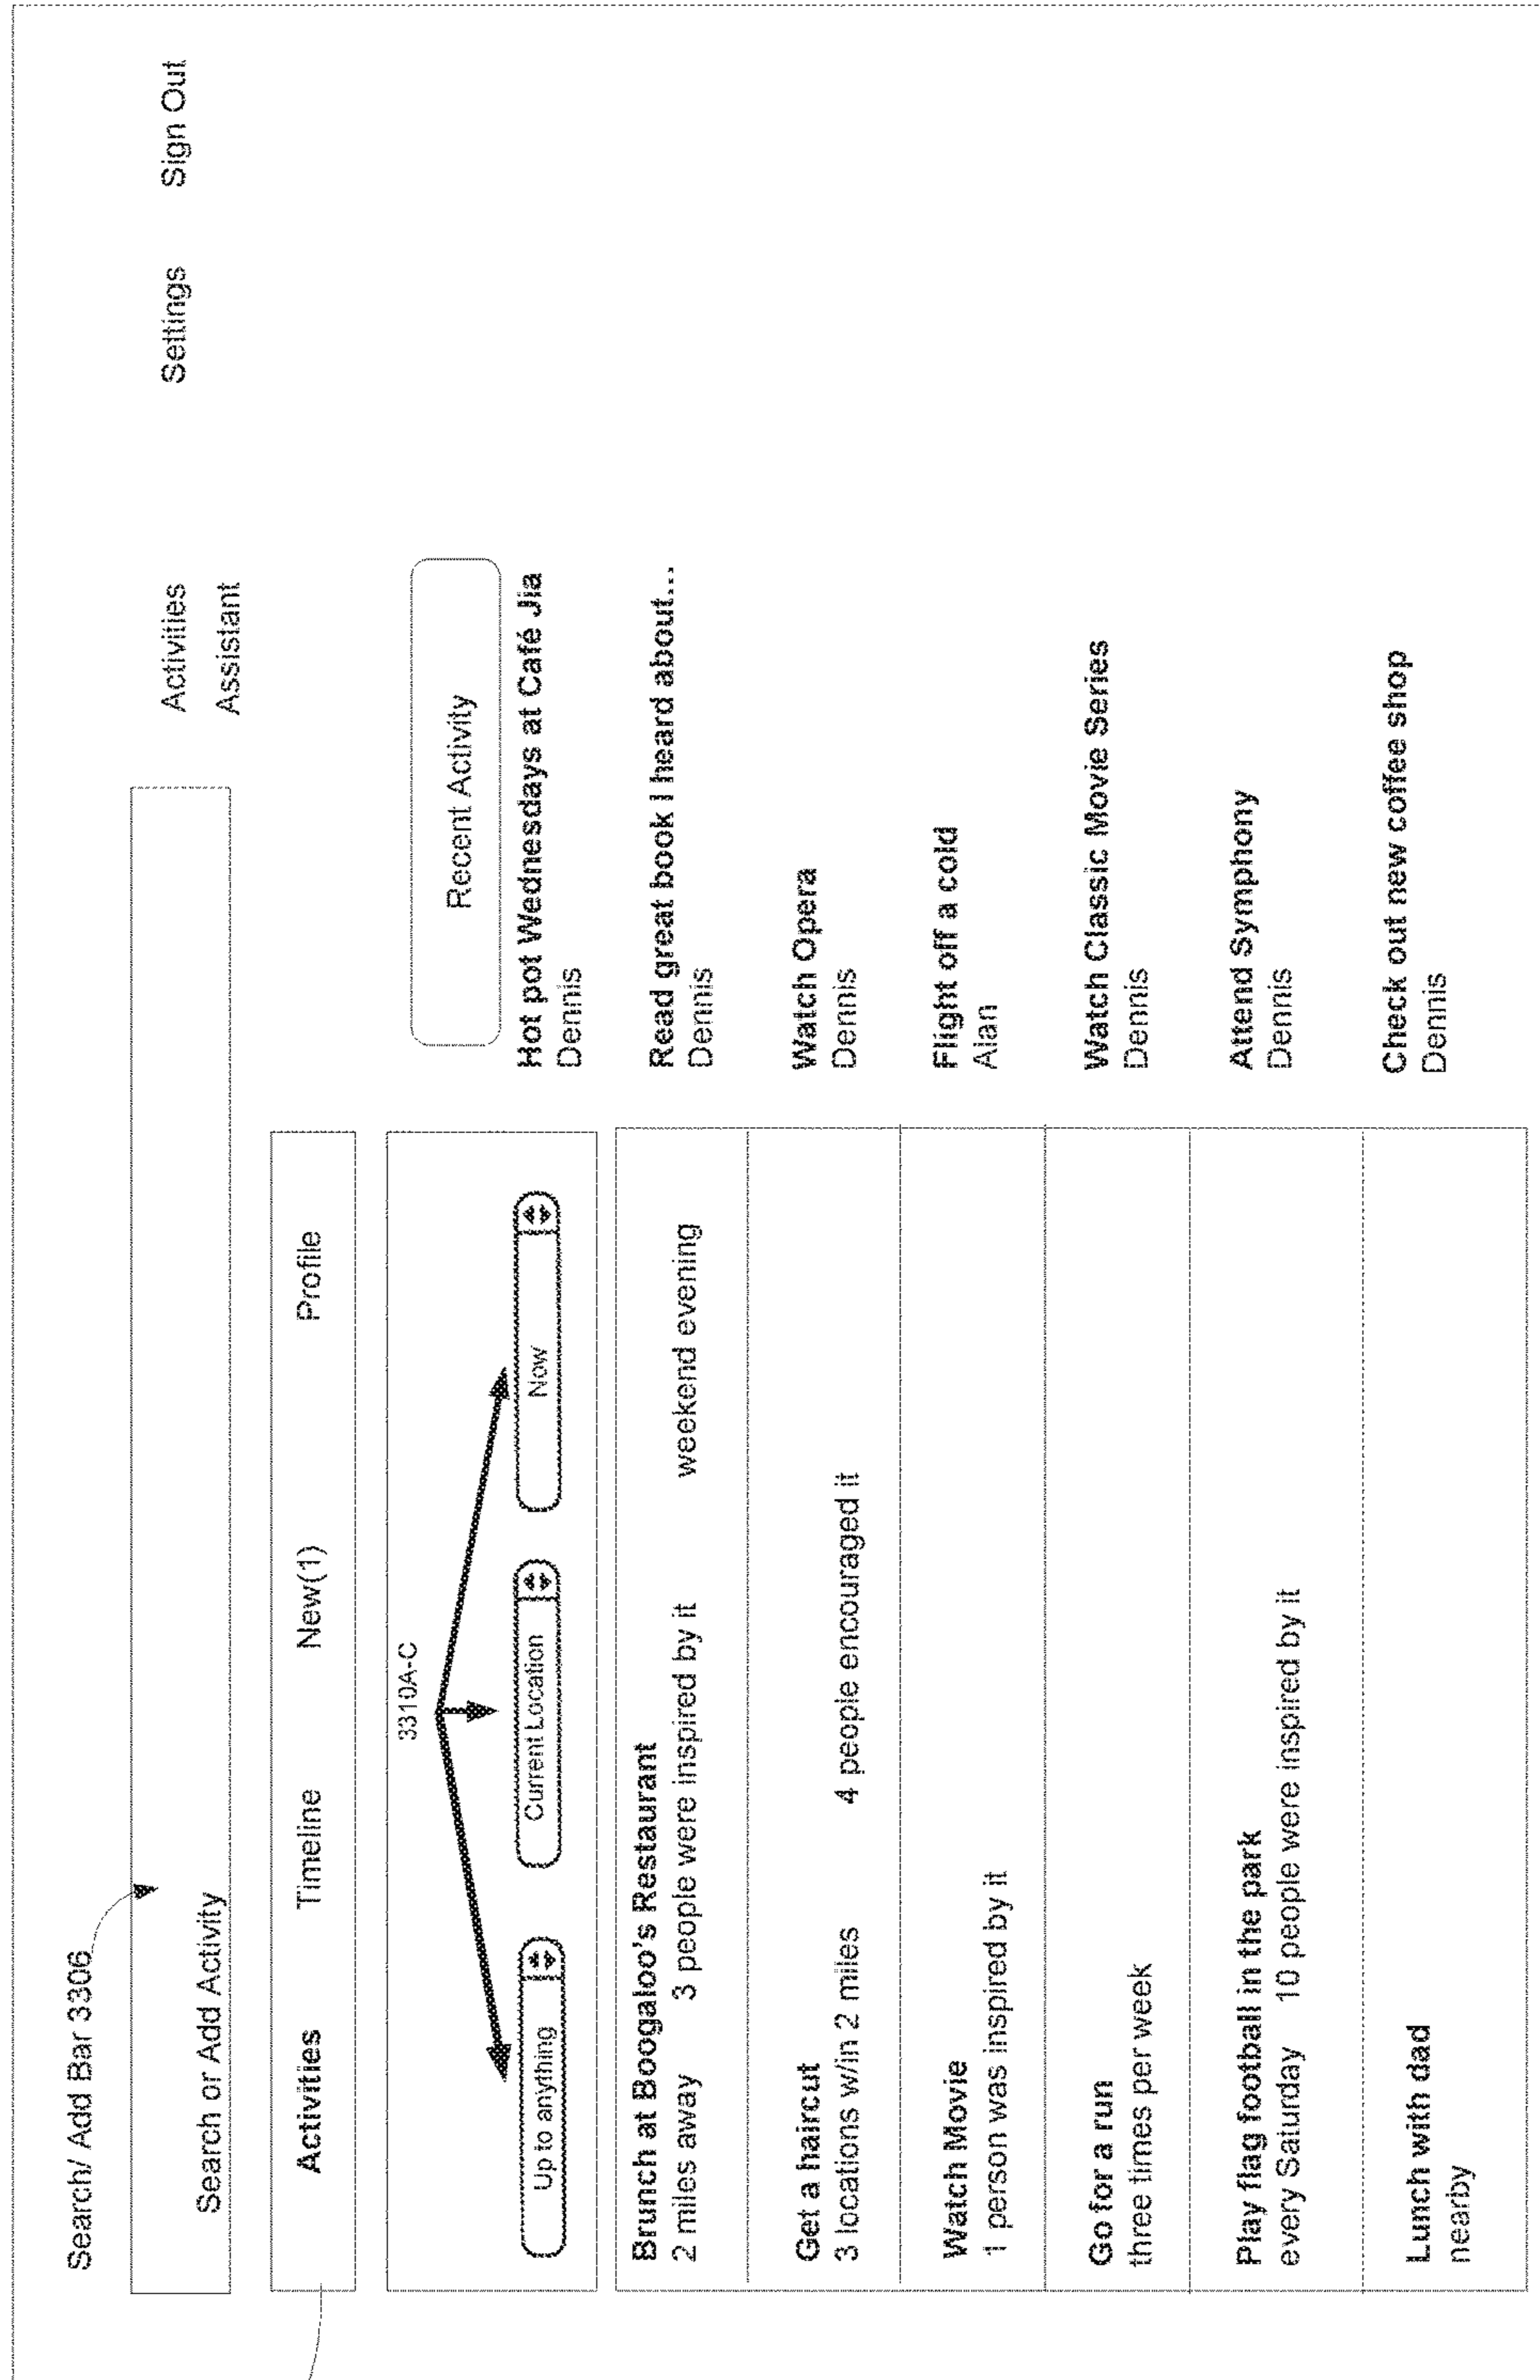 Search/ Add Bar 3306
Search or Add Activity
Activities
Assistant
Settings
Sign Out
Activities
Timeline
New(1)
Profile
3310A-C
Up to anything
Current Location
Now
Brunch at Boogaloo's Restaurant
2 miles away 3 people were inspired by it weekend evening
Get a haircut
3 locations w/in 2 miles 4 people encouraged it
Watch Movie
1 person was inspired by it
Go for a run
three times per week
Play flag football in the park
every Saturday 10 people were inspired by it
Lunch with dad
nearby
Recent Activity
Hot pot Wednesdays at Café Jia
Dennis
Read great book I heard about...
Dennis
Watch Opera
Dennis
Flight off a cold
Alan
Watch Classic Movie Series
Dennis
Attend Symphony
Dennis
Check out new coffee shop
Dennis